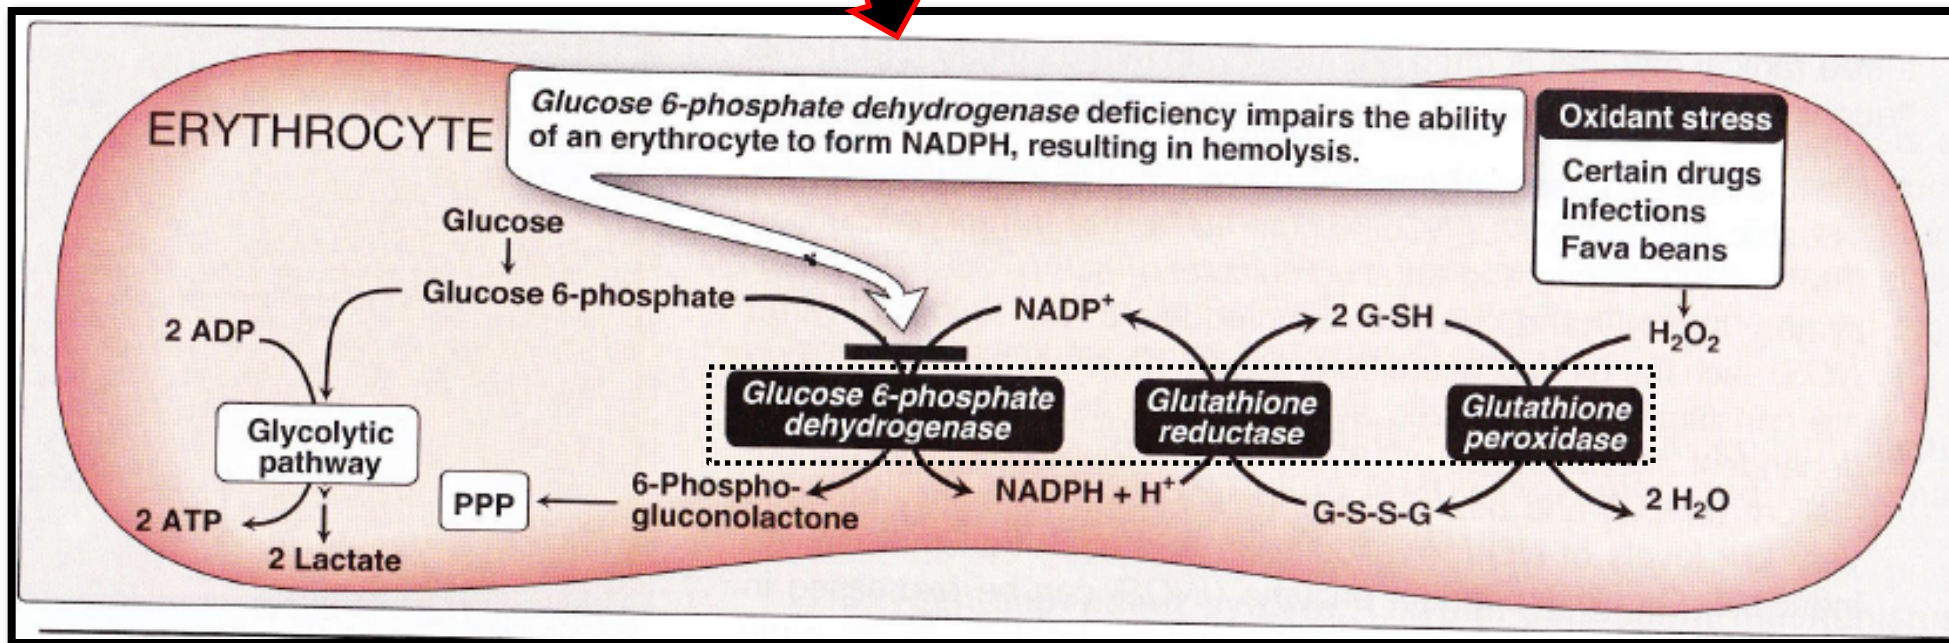 ERYTHROCYTE
Glucose 6-phosphate dehydrogenase deficiency impairs the ability
of an erythrocyte to form NADPH, resulting in hemolysis.
Oxidant stress
Certain drugs
Infections
Fava beans
Glucose
Glucose 6-phosphate
NADP⁺
2 G-SH
H₂O₂
2 ADP
Glycolytic
pathway
Glucose 6-phosphate
dehydrogenase
Glutathione
reductase
Glutathione
peroxidase
2 ATP
2 Lactate
PPP
6-Phospho-
gluconolactone
NADPH + H⁺
G-S-S-G
2 H₂O